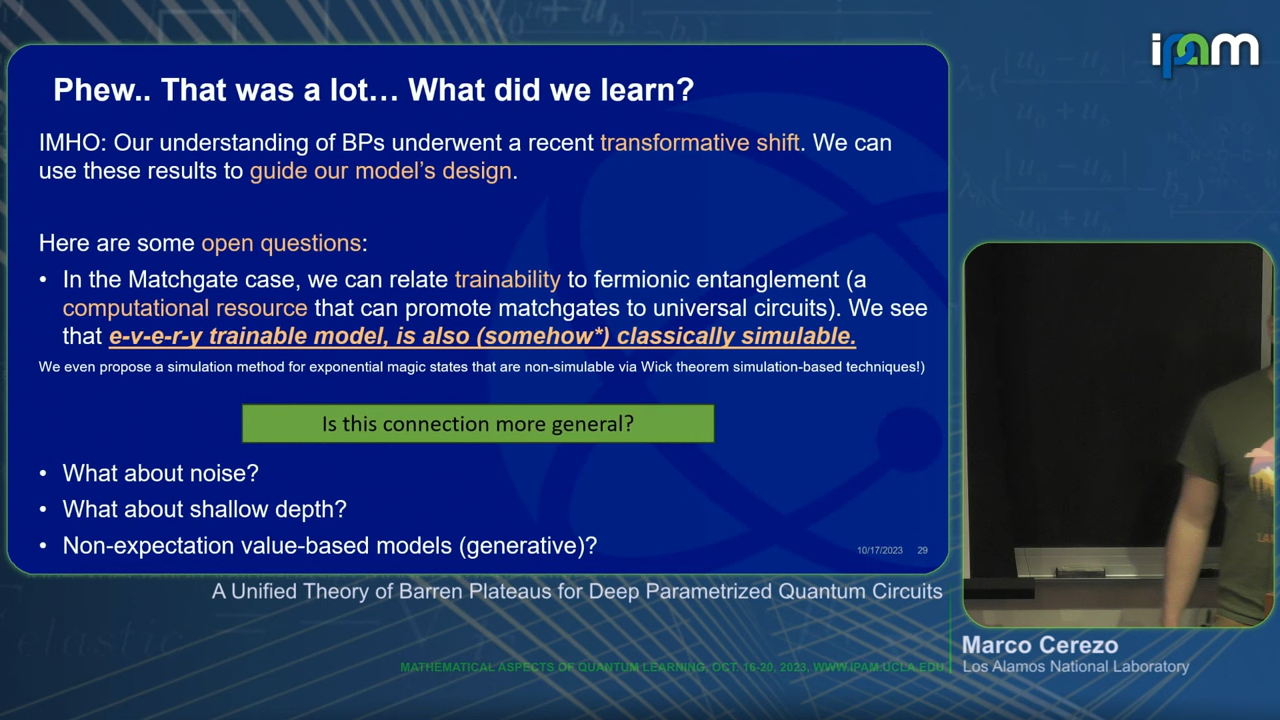 ipam
Phew.. That was a lot… What did we learn?
IMHO: Our understanding of BPs underwent a recent transformative shift. We can
use these results to guide our model's design.
Here are some open questions:
• In the Matchgate case, we can relate trainability to fermionic entanglement (a
computational resource that can promote matchgates to universal circuits). We see
that e-v-e-r-y trainable model, is also (somehow*) classically simulable.
We even propose a simulation method for exponential magic states that are non-simulable via Wick theorem simulation-based techniques!)
Is this connection more general?
• What about noise?
• What about shallow depth?
• Non-expectation value-based models (generative)?
10/17/2023 29
A Unified Theory of Barren Plateaus for Deep Parametrized Quantum Circuits
Marco Cerezo
Los Alamos National Laboratory
MATHEMATICAL ASPECTS OF QUANTUM LEARNING, OCT. 16-20, 2023, WWW.IPAM.UCLA.EDU
elastic